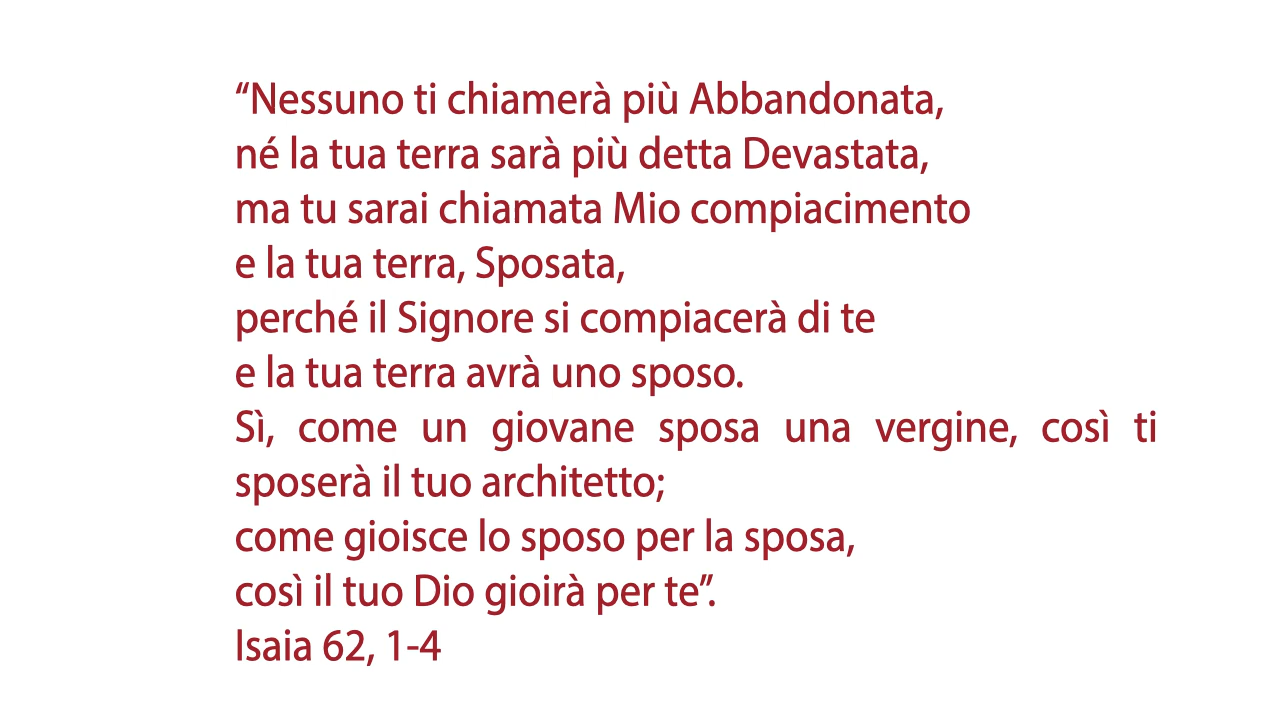 “Nessuno ti chiamerà più Abbandonata,
né la tua terra sarà più detta Devastata,
ma tu sarai chiamata Mio compiacimento
e la tua terra, Sposata,
perché il Signore si compiacerà di te
e la tua terra avrà uno sposo.
Sì, come un giovane sposa una vergine, così ti
sposerà il tuo architetto;
come gioisce lo sposo per la sposa,
così il tuo Dio gioirà per te”.
Isaia 62, 1-4